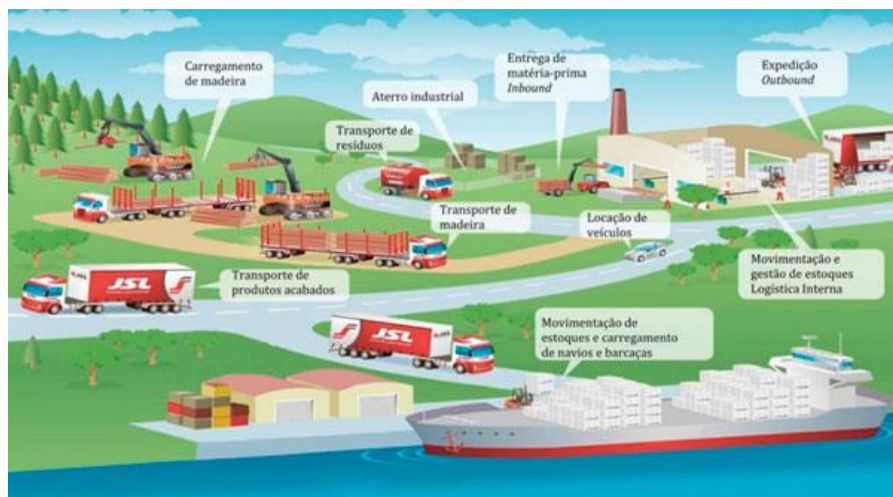 Carregamento
de madeira
Aterro industrial
Entrega de
matéria-prima
Inbound
Expedição
Outbound
Transporte de
resíduos
Transporte de
madeira
Locação de
veículos
Movimentação e
gestão de estoques
Logística Interna
Transporte de
produtos acabados
JSL
JSL
Movimentação de
estoques e carregamento
de navios e barcaças